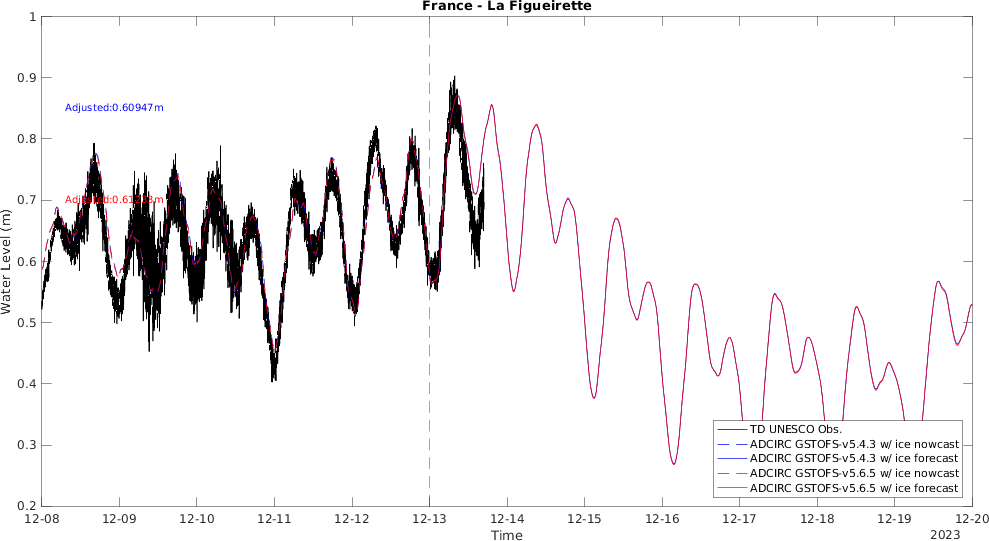 France - La Figueirette
1
0.9
0.8
0.7
0.6
0.5
0.4
0.3
0.2
Water Level (m)
Adjusted:0.60947m
TD UNESCO Obs.
ADCIRC GSTOFS-v5.4.3 w/ ice nowcast
ADCIRC GSTOFS-v5.4.3 w/ ice forecast
ADCIRC GSTOFS-v5.6.5 w/ ice nowcast
ADCIRC GSTOFS-v5.6.5 w/ ice forecast
12-08
12-09
12-10
12-11
12-12
12-13
12-14
12-15
12-16
12-17
12-18
12-19
12-20
Time
2023